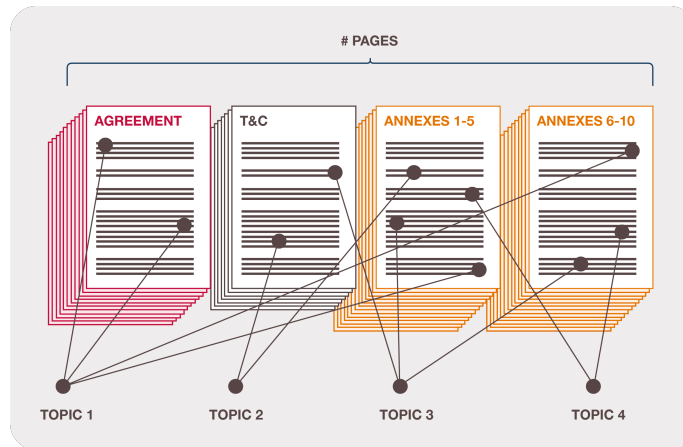 # PAGES
AGREEMENT
T&C
ANNEXES 1-5
ANNEXES 6-10
TOPIC 1
TOPIC 2
TOPIC 3
TOPIC 4